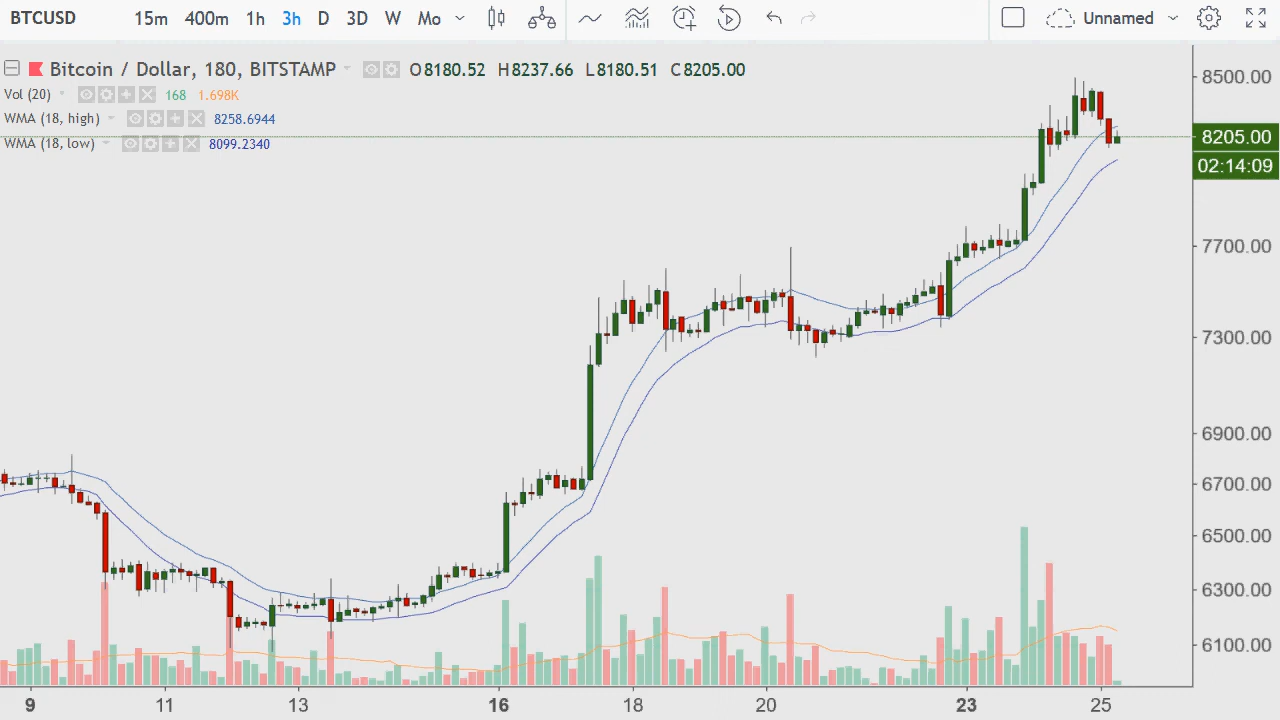 BTCUSD 15m 400m 1h 3h D 3D W Mo Unnamed
Bitcoin / Dollar, 180, BITSTAMP O8180.52 H8237.66 L8180.51 C8205.00
Vol (20) 168 1.698K
WMA (18, high) 8258.6944
WMA (18, low) 8099.2340
8500.00
8205.00
02:14:09
7700.00
7300.00
6900.00
6700.00
6500.00
6300.00
6100.00
9 11 13 16 18 20 23 25